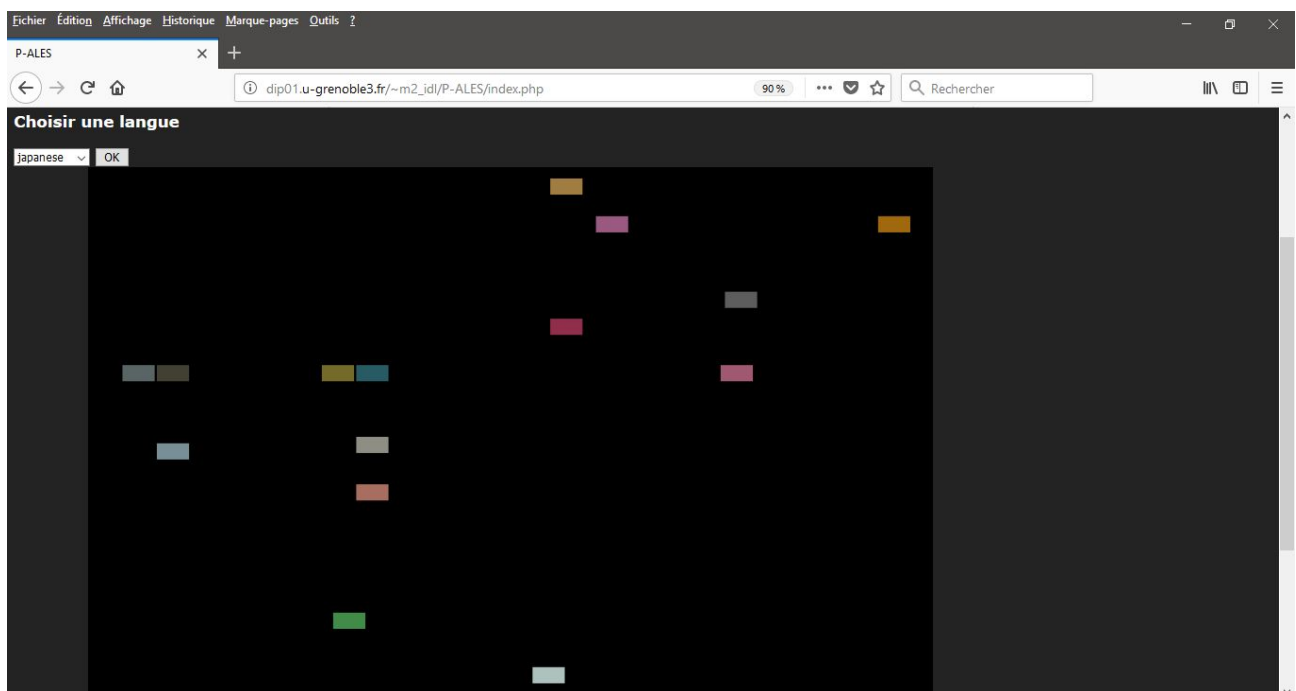 Fichier Édition Affichage Historique Marque-pages Outils ?
P-ALES
dip01.u-grenoble3.fr/~m2_idl/P-ALES/index.php 90 % Rechercher
Choisir une langue
japanese OK